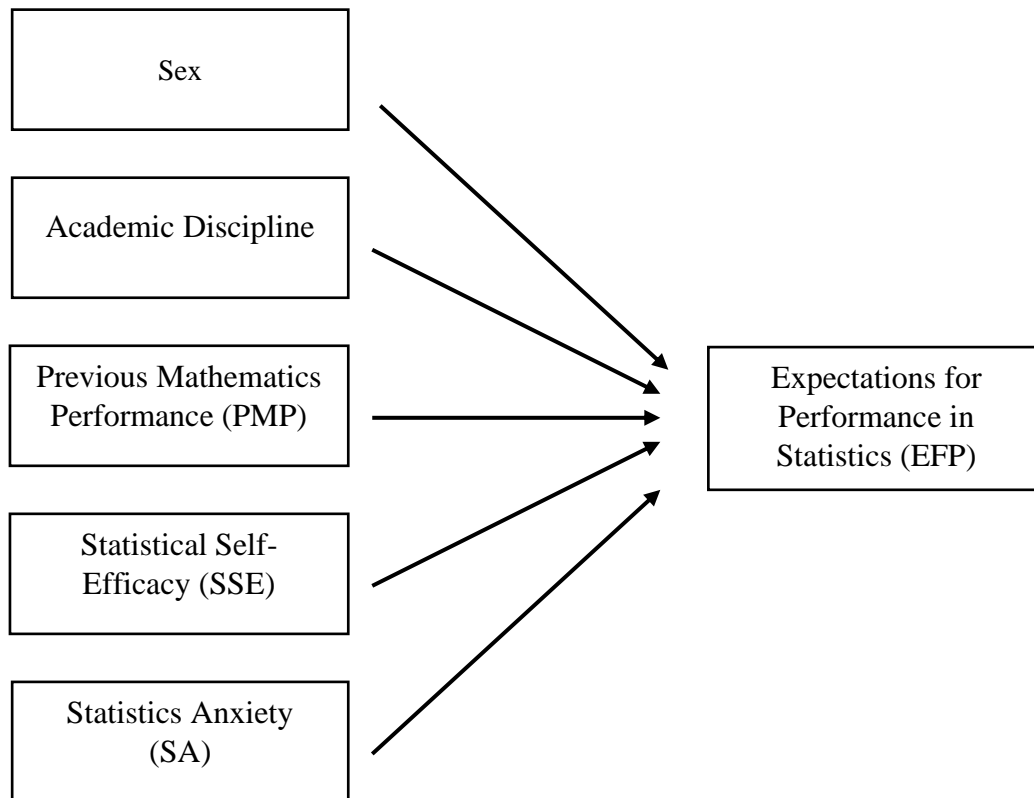 Sex
Academic Discipline
Previous Mathematics
Performance (PMP)
Statistical Self-
Efficacy (SSE)
Statistics Anxiety
(SA)
Expectations for
Performance in
Statistics (EFP)